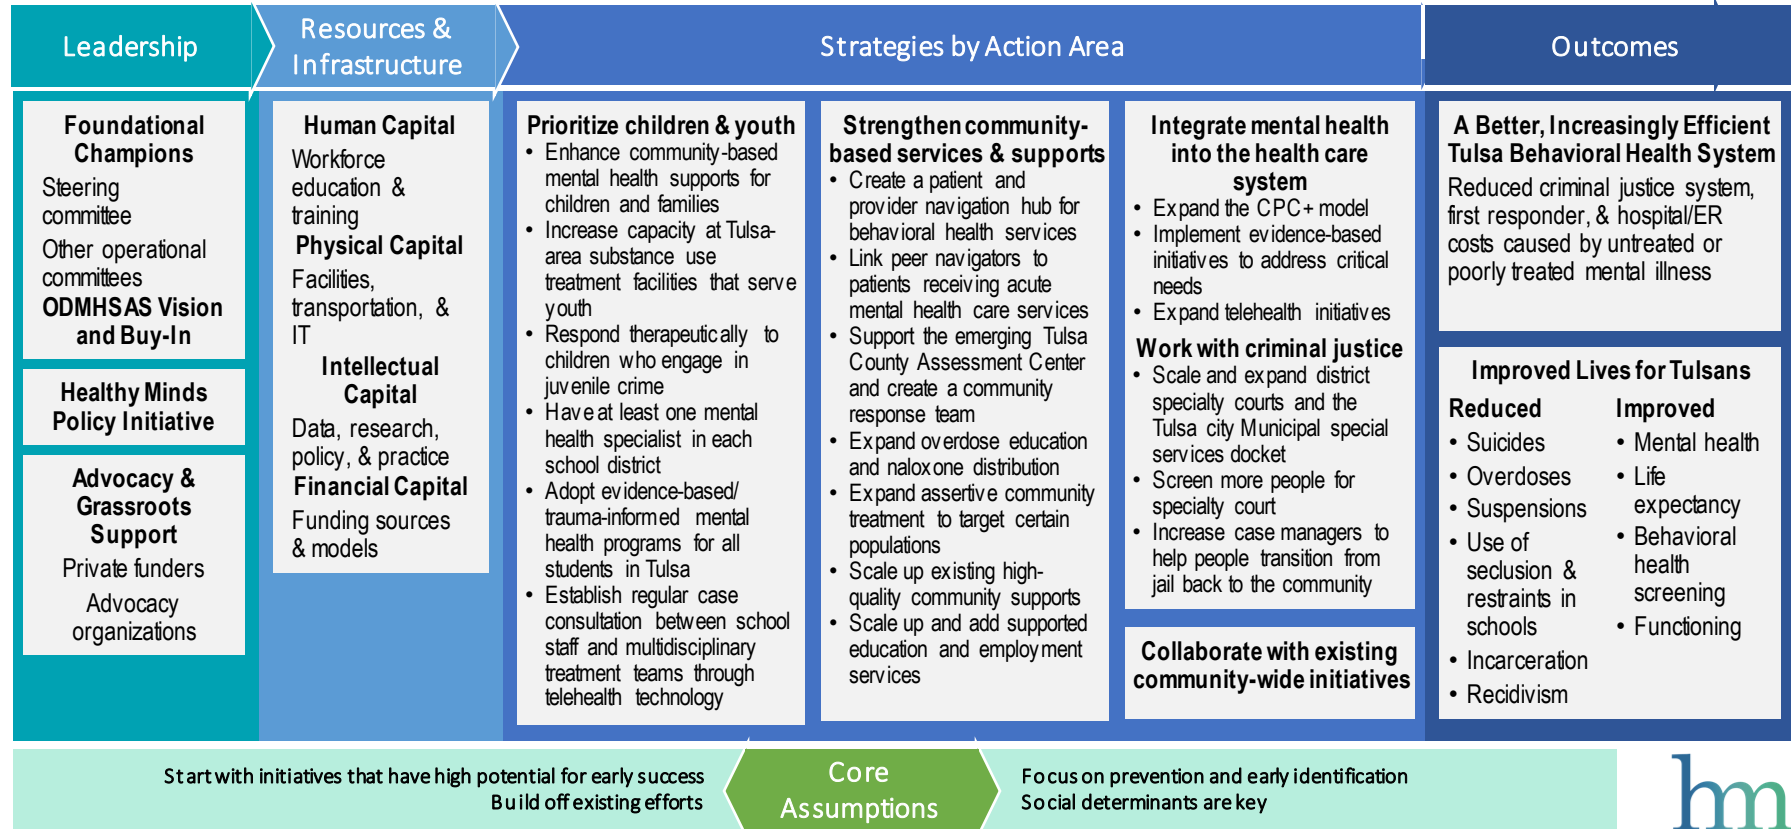 Leadership
Resources &
Infrastructure
Strategies by Action Area
Outcomes
Foundational
Champions
Steering
committee
Other operational
committees
ODMHSAS Vision
and Buy-In
Healthy Minds
Policy Initiative
Advocacy &
Grassroots
Support
Private funders
Advocacy
organizations
Human Capital
Workforce
education &
training
Physical Capital
Facilities,
transportation, &
IT
Intellectual
Capital
Data, research,
policy, & practice
Financial Capital
Funding sources
& models
Prioritize children & youth
• Enhance community-based
mental health supports for
children and families
• Increase capacity at Tulsa-
area substance use
treatment facilities that serve
youth
• Respond therapeutically to
children who engage in
juvenile crime
• Have at least one mental
health specialist in each
school district
• Adopt evidence-based/
trauma-informed mental
health programs for all
students in Tulsa
• Establish regular case
consultation between school
staff and multidisciplinary
treatment teams through
telehealth technology
Strengthen community-
based services & supports
• Create a patient and
provider navigation hub for
behavioral health services
• Link peer navigators to
patients receiving acute
mental health care services
• Support the emerging Tulsa
County Assessment Center
and create a community
response team
• Expand overdose education
and naloxone distribution
• Expand assertive community
treatment to target certain
populations
• Scale up existing high-
quality community supports
• Scale up and add supported
education and employment
services
Integrate mental health
into the health care
system
• Expand the CPC+ model
• Implement evidence-based
initiatives to address critical
needs
• Expand telehealth initiatives
Work with criminal justice
• Scale and expand district
specialty courts and the
Tulsa city Municipal special
services docket
• Screen more people for
specialty court
• Increase case managers to
help people transition from
jail back to the community
Collaborate with existing
community-wide initiatives
A Better, Increasingly Efficient
Tulsa Behavioral Health System
Reduced criminal justice system,
first responder, & hospital/ER
costs caused by untreated or
poorly treated mental illness
Improved Lives for Tulsans
Reduced
• Suicides
• Overdoses
• Suspensions
• Use of
seclusion &
restraints in
schools
• Incarceration
• Recidivism
Improved
• Mental health
• Life
expectancy
• Behavioral
health
screening
• Functioning
Start with initiatives that have high potential for early success
Build off existing efforts
Core
Assumptions
Focus on prevention and early identification
Social determinants are key
hm